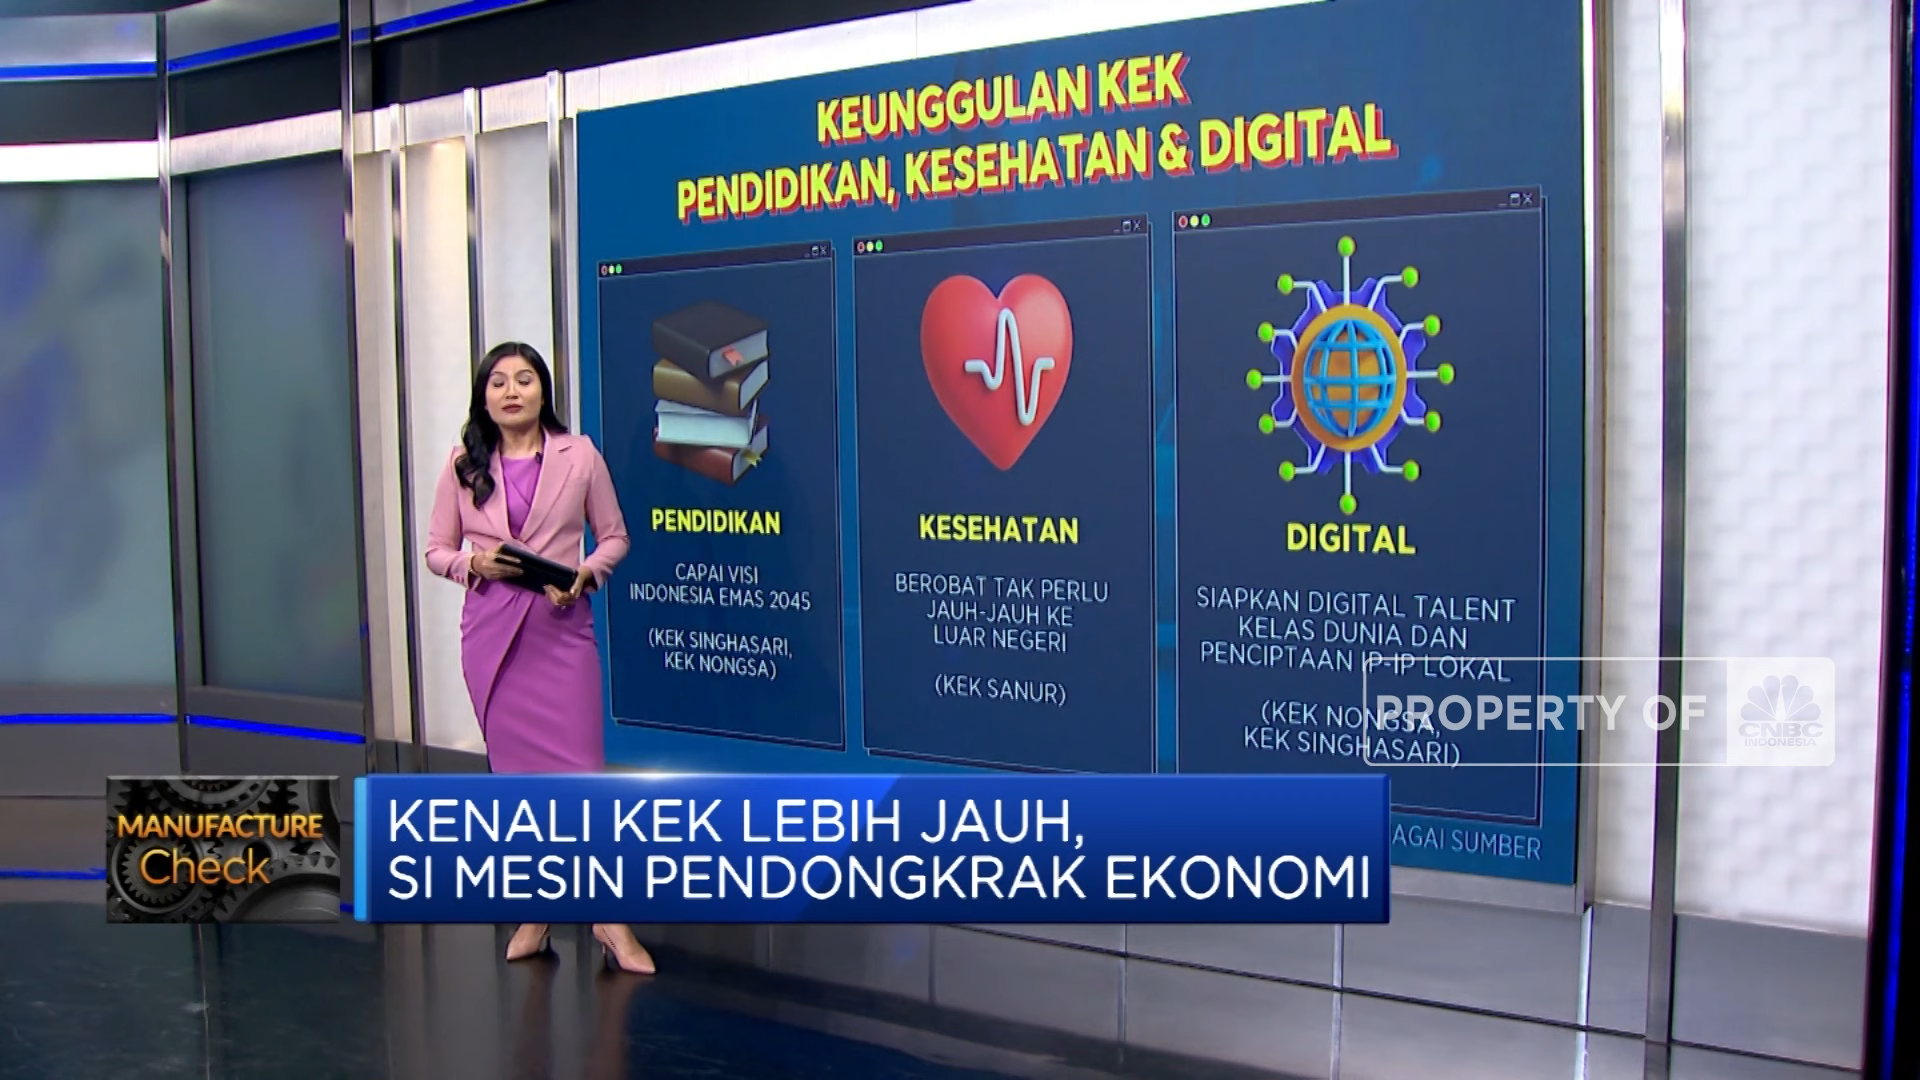 KEUNGGULAN KEK
PENDIDIKAN, KESEHATAN & DIGITAL
PENDIDIKAN
CAPAI VISI
INDONESIA EMAS 2045
(KEK SINGHASARI,
KEK NONGSA)
KESEHATAN
BEROBAT TAK PERLU
JAUH-JAUH KE
LUAR NEGERI
(KEK SANUR)
DIGITAL
SIAPKAN DIGITAL TALENT
KELAS DUNIA DAN
PENCIPTAAN IP-IP LOKAL
(KEK NONGSA,
KEK SINGHASARI)
PROPERTY OF
CNBC
INDONESIA
AGAI SUMBER
MANUFACTURE
Check
KENALI KEK LEBIH JAUH,
SI MESIN PENDONGKRAK EKONOMI